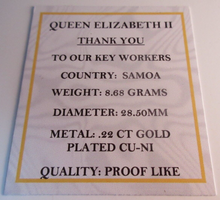 QUEEN ELIZABETH II
THANK YOU
TO OUR KEY WORKERS
COUNTRY: SAMOA
WEIGHT: 8.68 GRAMS
DIAMETER: 28.50MM
METAL: .22 CT GOLD
PLATED CU-NI
QUALITY: PROOF LIKE